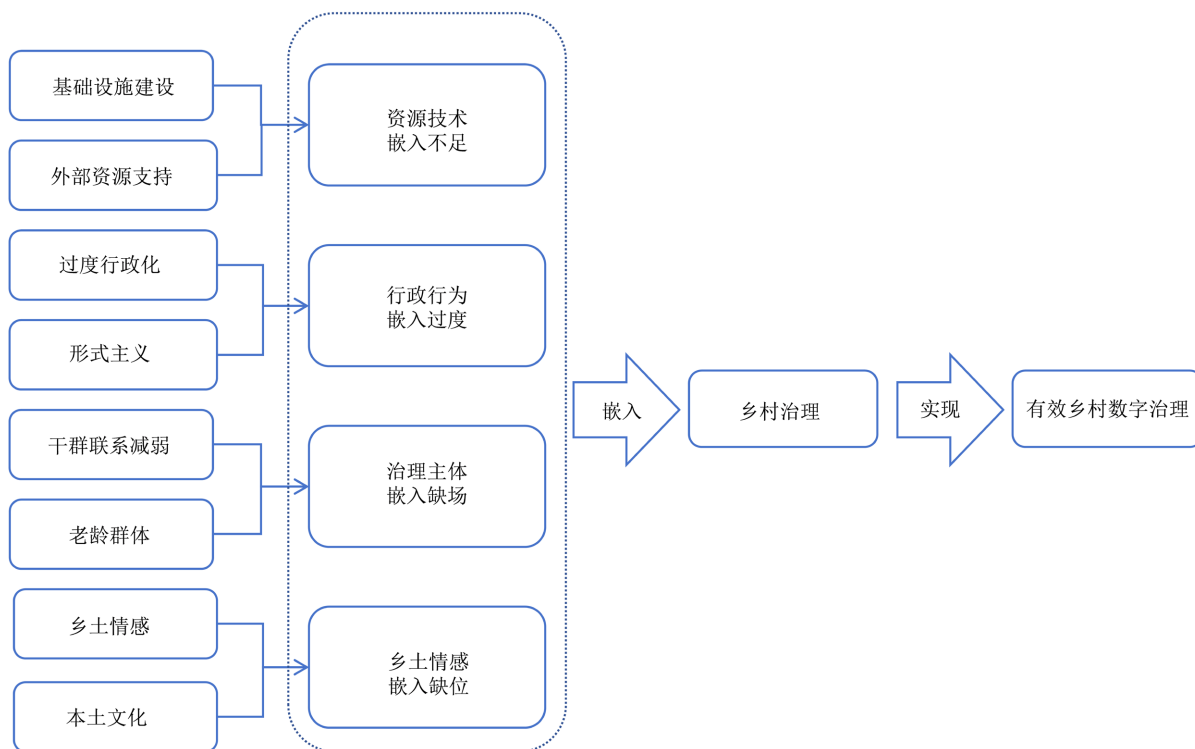 基础设施建设
外部资源支持
过度行政化
形式主义
干群联系减弱
老龄群体
乡土情感
本土文化
资源技术
嵌入不足
行政行为
嵌入过度
治理主体
嵌入缺场
乡土情感
嵌入缺位
嵌入
乡村治理
实现
有效乡村数字治理